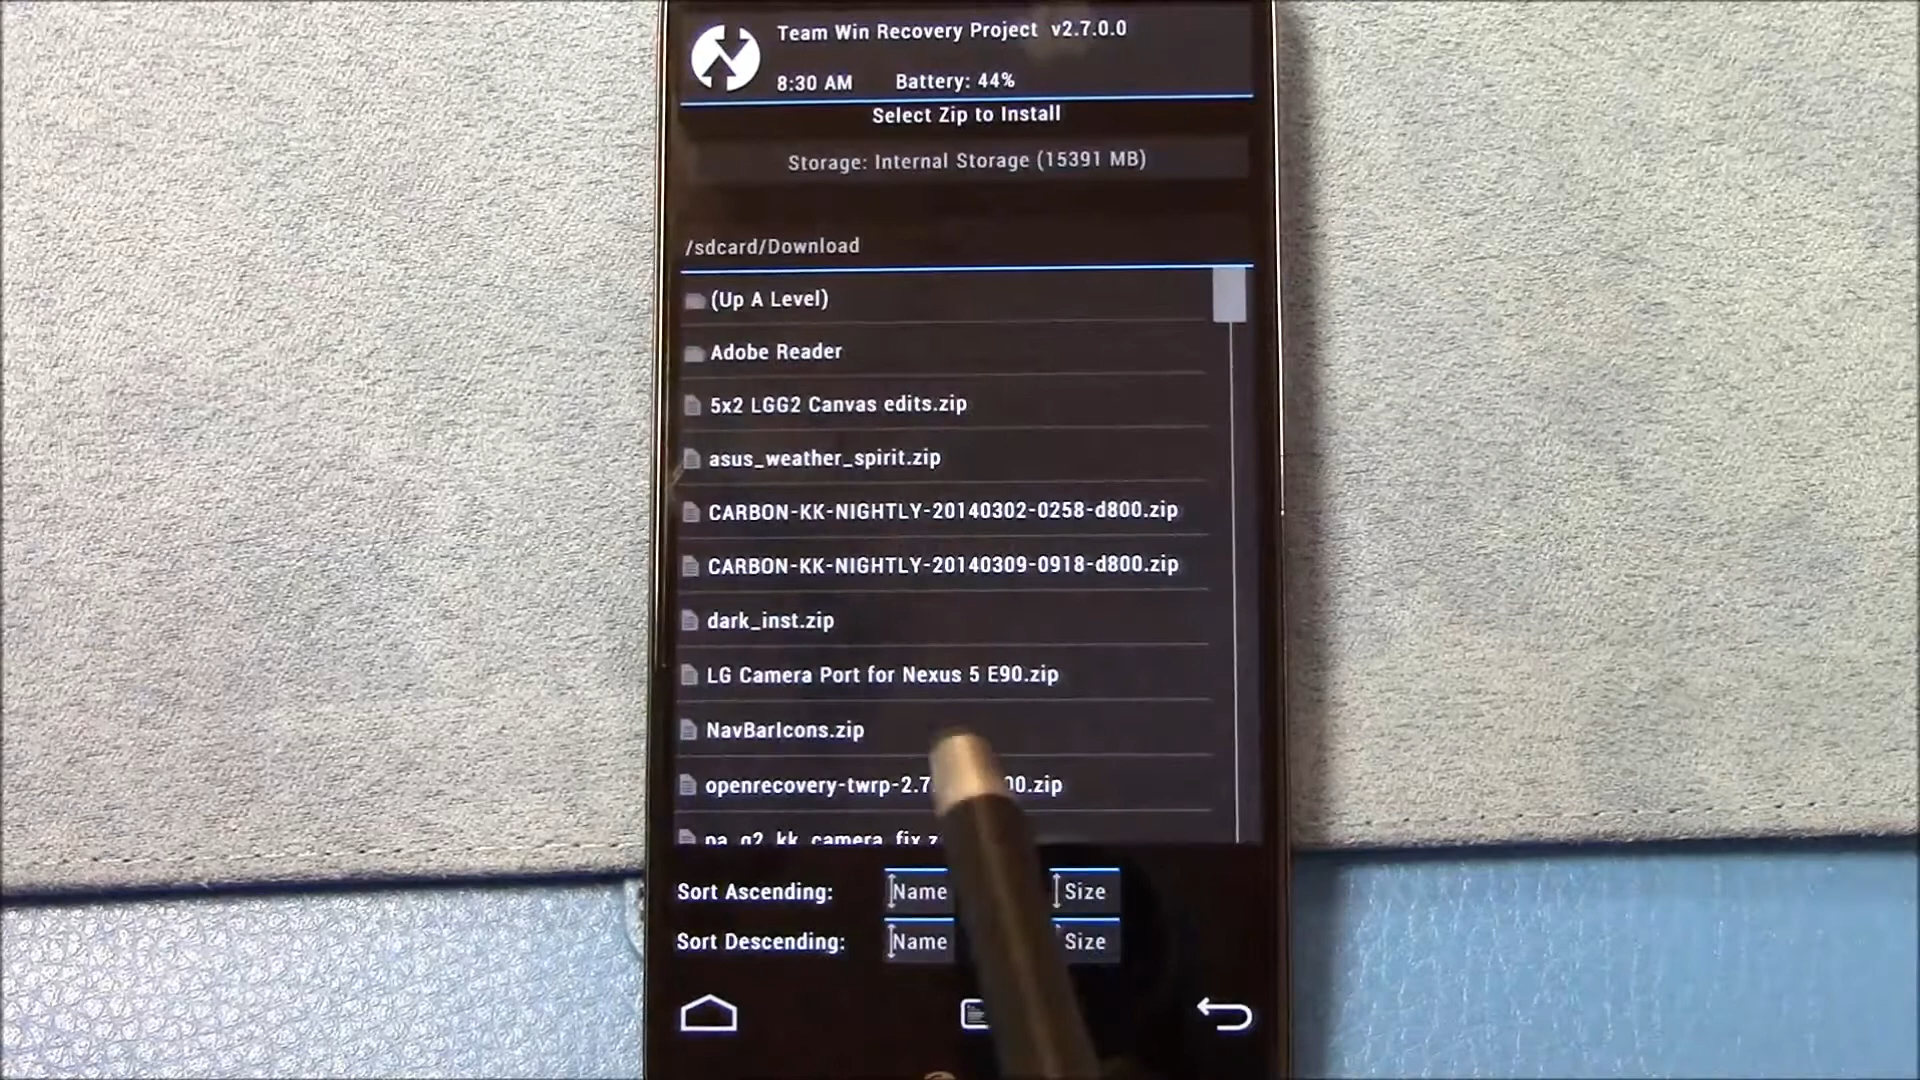 Team Win Recovery Project v2.7.0.0
8:30 AM Battery: 44%
Select Zip to Install
Storage: Internal Storage (15391 MB)
/sdcard/Download
(Up A Level)
Adobe Reader
5x2 LGG2 Canvas edits.zip
asus_weather_spirit.zip
CARBON-KK-NIGHTLY-20140302-0258-d800.zip
CARBON-KK-NIGHTLY-20140309-0918-d800.zip
dark_inst.zip
LG Camera Port for Nexus 5 E90.zip
NavBarIcons.zip
openrecovery-twrp-2.7 00.zip
pa_g2_kk_camera_fix.z
Sort Ascending: Name Size
Sort Descending: Name Size